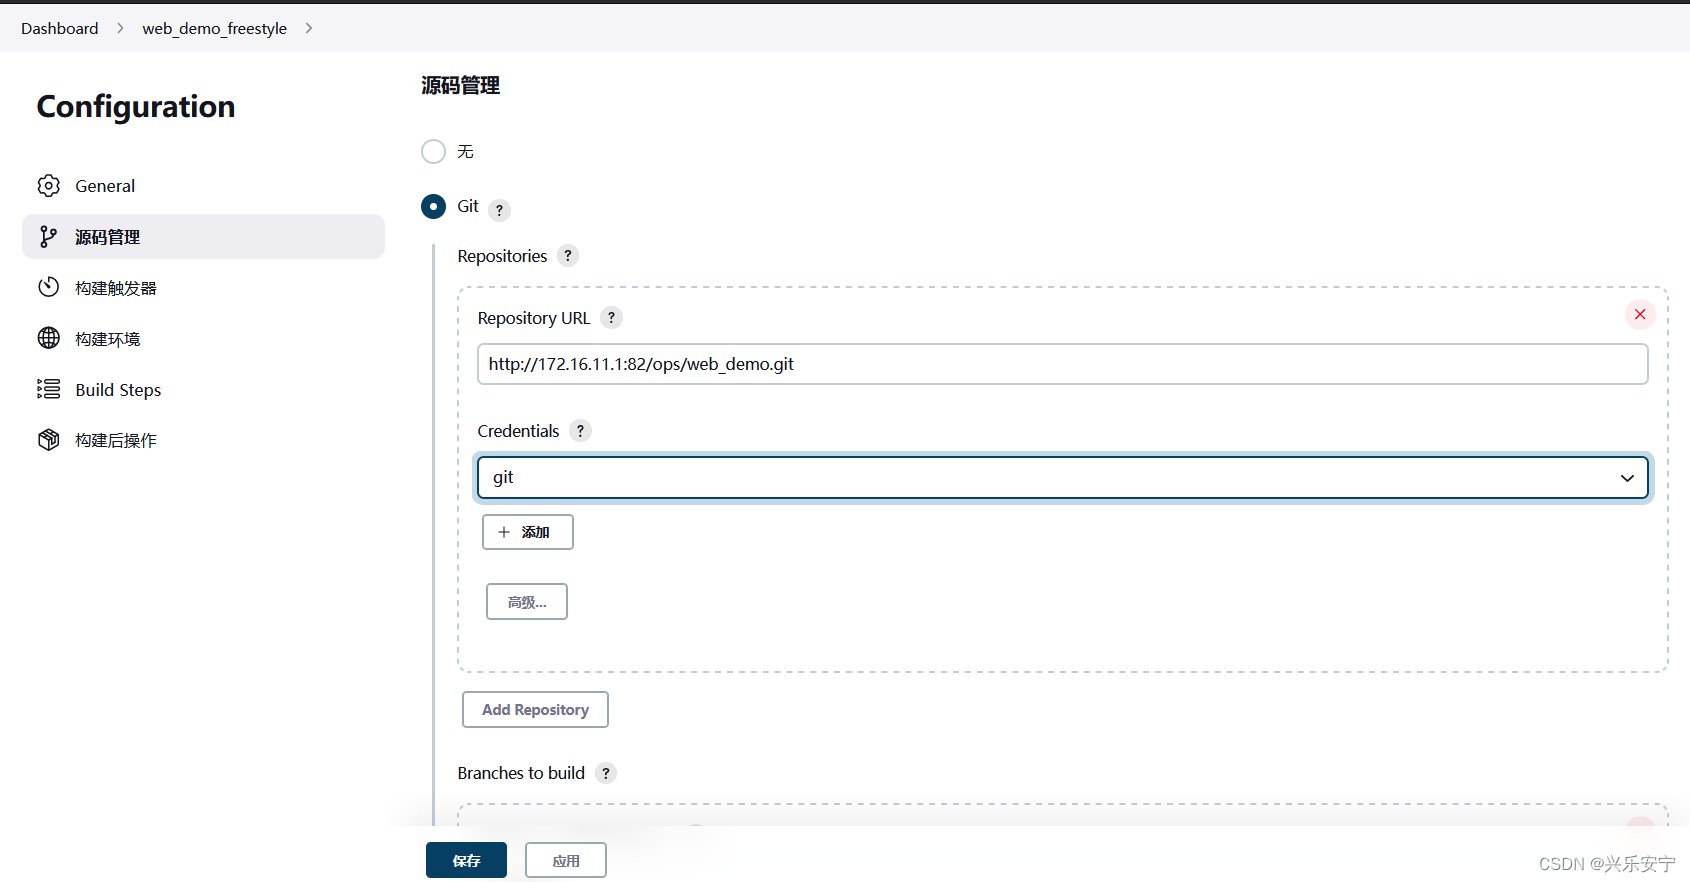 Dashboard > web_demo_freestyle >
Configuration
General
源码管理
构建触发器
构建环境
Build Steps
构建后操作
源码管理
无
Git ?
Repositories ?
Repository URL ?
http://172.16.11.1:82/ops/web_demo.git
Credentials ?
git
+ 添加
高级...
Add Repository
Branches to build ?
保存
应用
CSDN @兴乐安宁